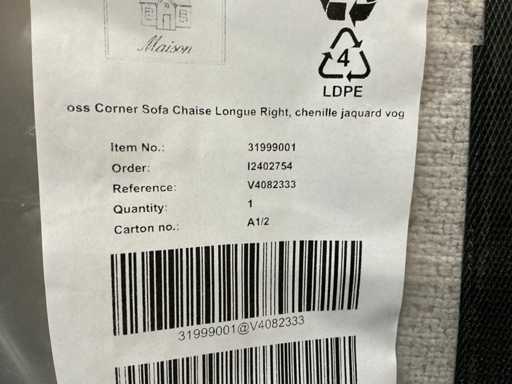 Maison
4
LDPE
oss Corner Sofa Chaise Longue Right, chenille jaquard vog
Item No.: 31999001
Order: I2402754
Reference: V4082333
Quantity: 1
Carton no.: A1/2
31999001@V4082333